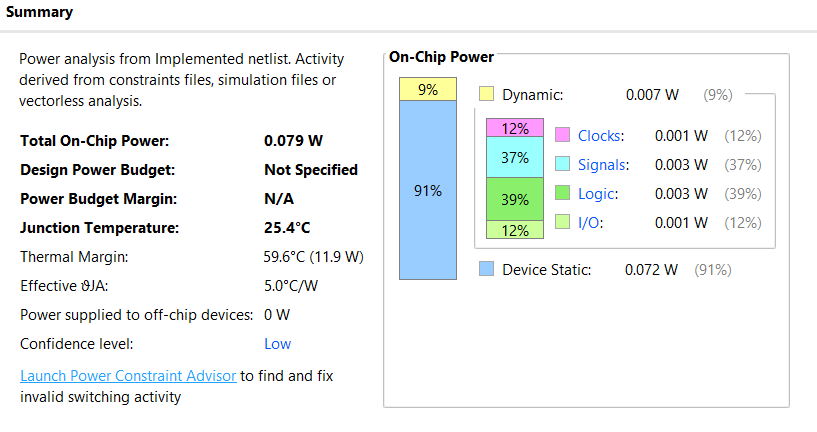 Summary
Power analysis from Implemented netlist. Activity
derived from constraints files, simulation files or
vectorless analysis.
Total On-Chip Power: 0.079 W
Design Power Budget: Not Specified
Power Budget Margin: N/A
Junction Temperature: 25.4°C
Thermal Margin: 59.6°C (11.9 W)
Effective ϑJA: 5.0°C/W
Power supplied to off-chip devices: 0 W
Confidence level: Low
Launch Power Constraint Advisor to find and fix
invalid switching activity
On-Chip Power
9%
91%
Dynamic: 0.007 W (9%)
12% Clocks: 0.001 W (12%)
37% Signals: 0.003 W (37%)
39% Logic: 0.003 W (39%)
12% I/O: 0.001 W (12%)
Device Static: 0.072 W (91%)